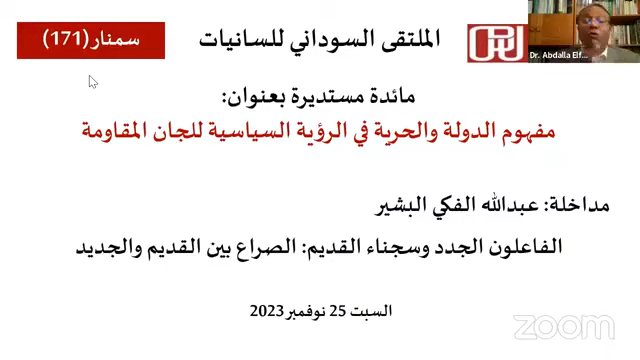 سمنار (171)
الملتقى السوداني للسانيات
Dr. Abdalla Elf...
مائدة مستديرة بعنوان:
مفهوم الدولة والحرية في الرؤية السياسية للجان المقاومة
مداخلة: عبدالله الفكي البشير
الفاعلون الجدد وسجناء القديم: الصراع بين القديم والجديد
السبت 25 نوفمبر 2023
zoom